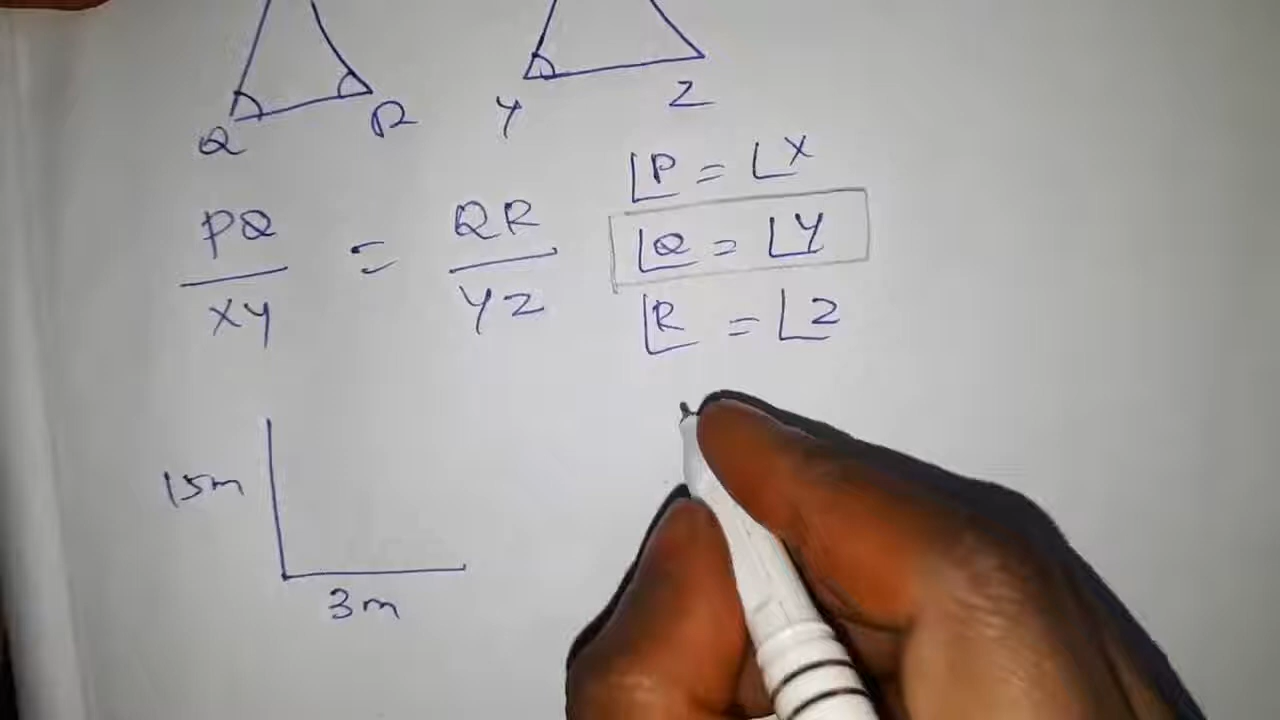 Q R Y Z
∟P = ∟X
PQ/XY = QR/YZ
∟Q = ∟Y
∟R = ∟Z
15m
3m